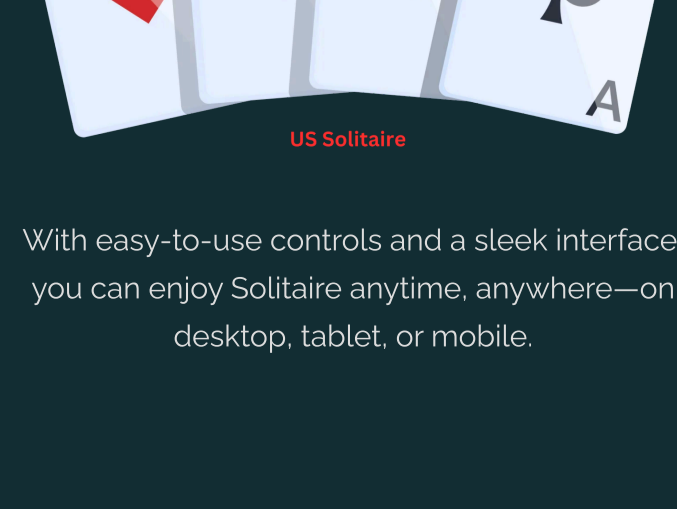 A
US Solitaire
With easy-to-use controls and a sleek interface
you can enjoy Solitaire anytime, anywhere—on
desktop, tablet, or mobile.